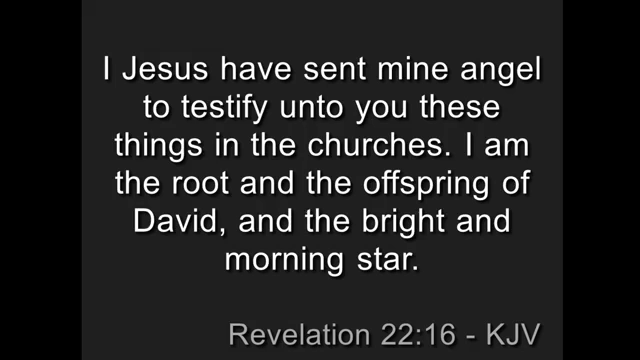 I Jesus have sent mine angel
to testify unto you these
things in the churches. I am
the root and the offspring of
David, and the bright and
morning star.
Revelation 22:16 - KJV